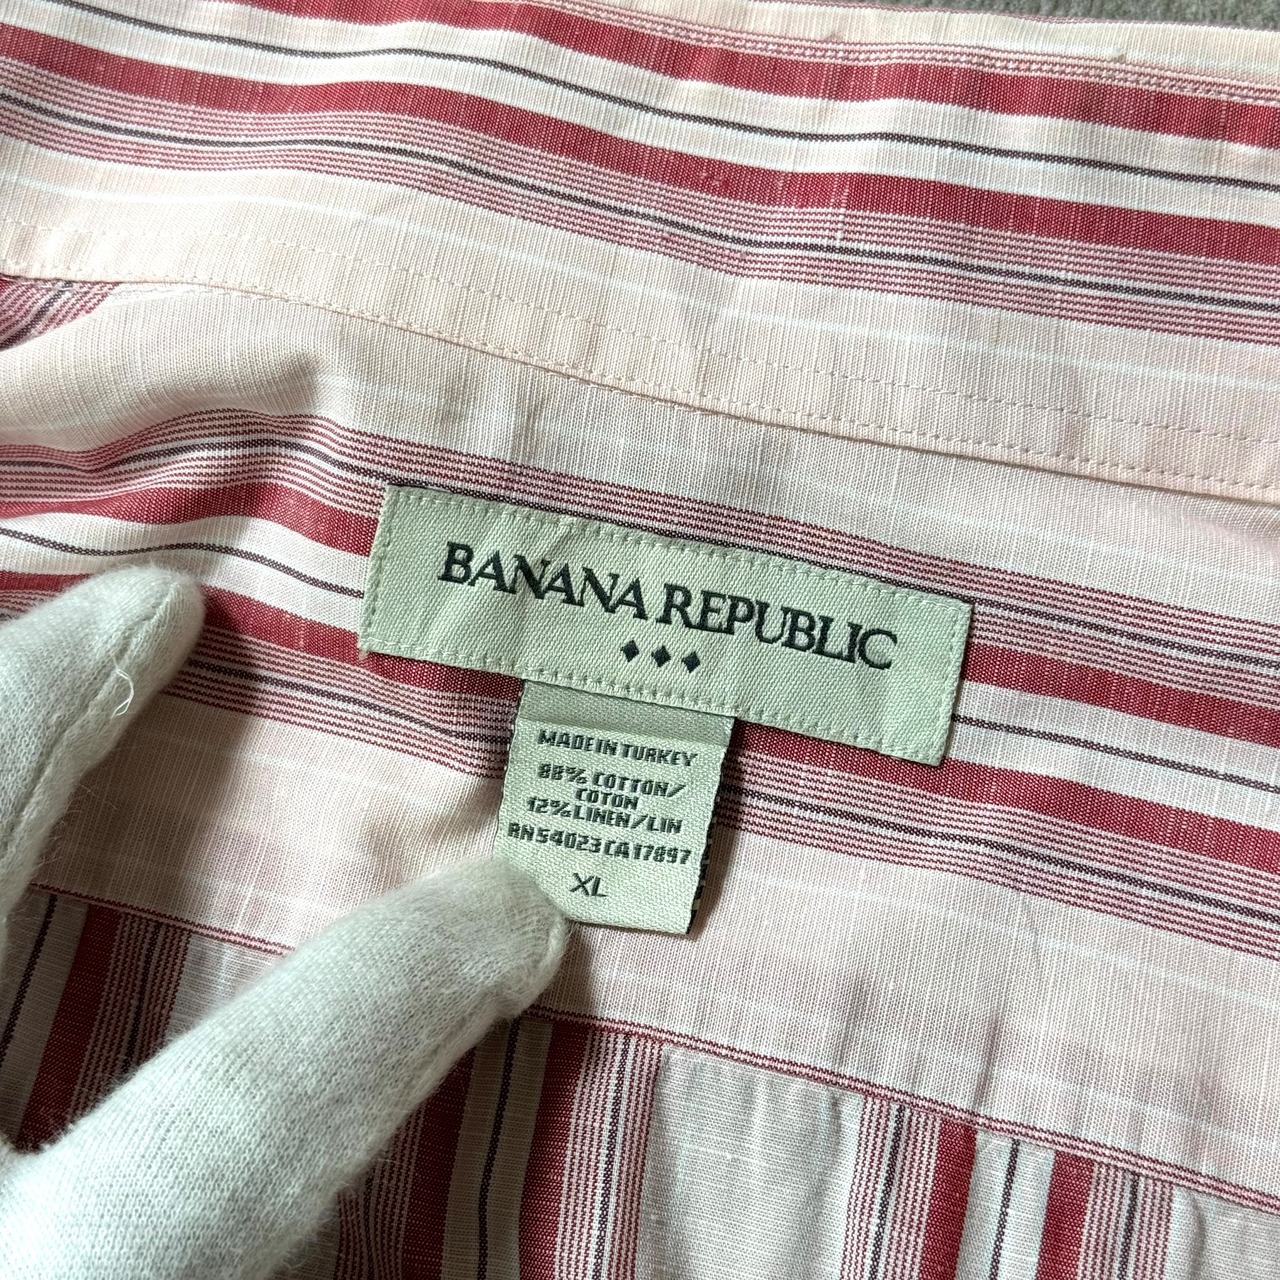 BANANA REPUBLIC
MADE IN TURKEY
88% COTTON/
COTON
12% LINEN/LIN
RN54023 CA17897
XL